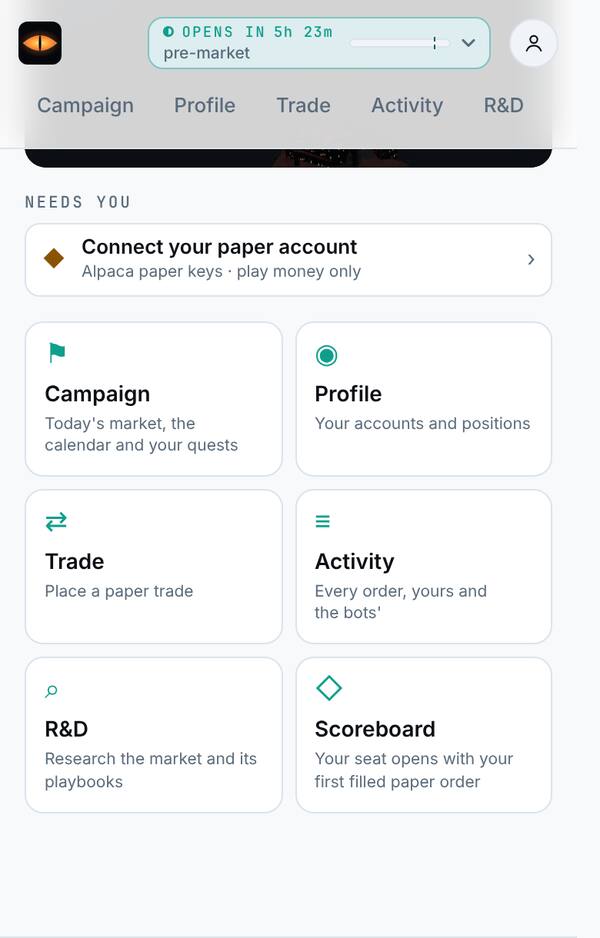 OPENS IN 5h 23m
pre-market
Campaign Profile Trade Activity R&D
NEEDS YOU
Connect your paper account
Alpaca paper keys · play money only
Campaign
Today's market, the
calendar and your quests
Profile
Your accounts and positions
Trade
Place a paper trade
Activity
Every order, yours and
the bots'
R&D
Research the market and its
playbooks
Scoreboard
Your seat opens with your
first filled paper order